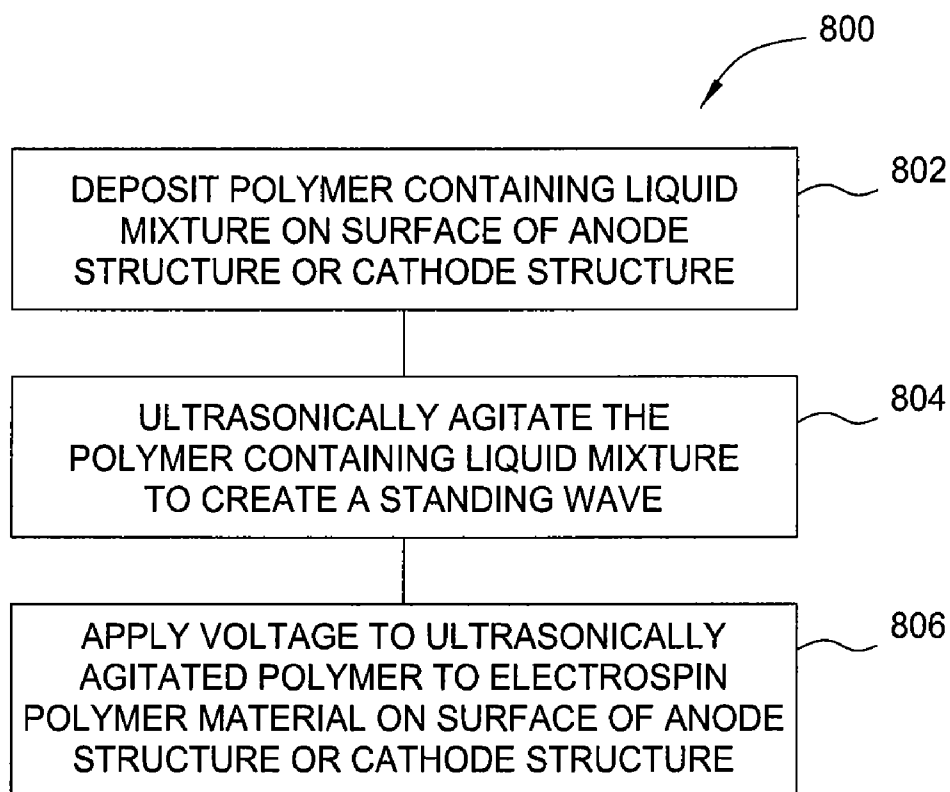 800
DEPOSIT POLYMER CONTAINING LIQUID
MIXTURE ON SURFACE OF ANODE
STRUCTURE OR CATHODE STRUCTURE
802
ULTRASONICALLY AGITATE THE
POLYMER CONTAINING LIQUID MIXTURE
TO CREATE A STANDING WAVE
804
APPLY VOLTAGE TO ULTRASONICALLY
AGITATED POLYMER TO ELECTROSPIN
POLYMER MATERIAL ON SURFACE OF ANODE
STRUCTURE OR CATHODE STRUCTURE
806